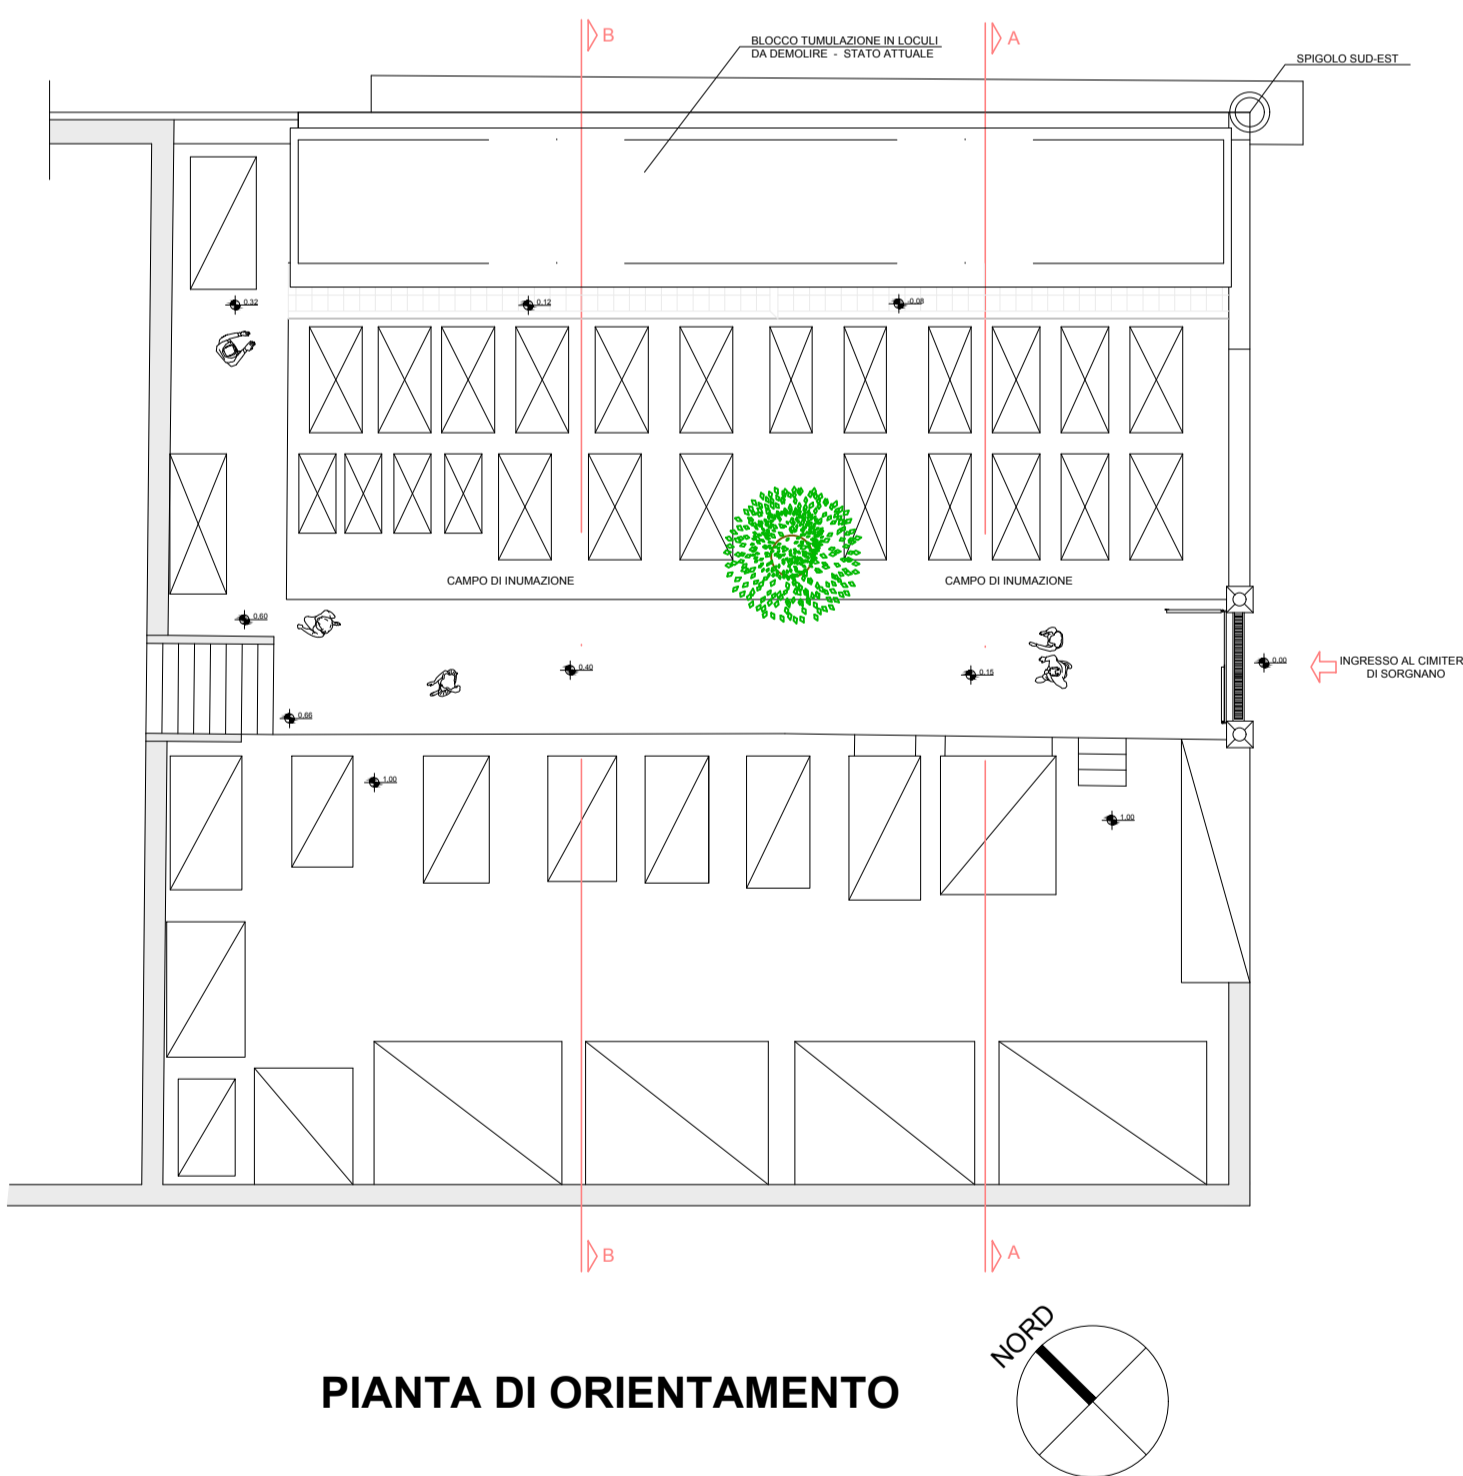 B
BLOCCO TUMULAZIONE IN LOCULI
DA DEMOLIRE - STATO ATTUALE
A
SPIGOLO SUD-EST
0.32
0.12
-0.08
CAMPO DI INUMAZIONE
CAMPO DI INUMAZIONE
0.60
0.40
0.15
0.00
INGRESSO AL CIMITER
DI SORGNANO
0.66
1.00
1.00
B
A
NORD
PIANTA DI ORIENTAMENTO